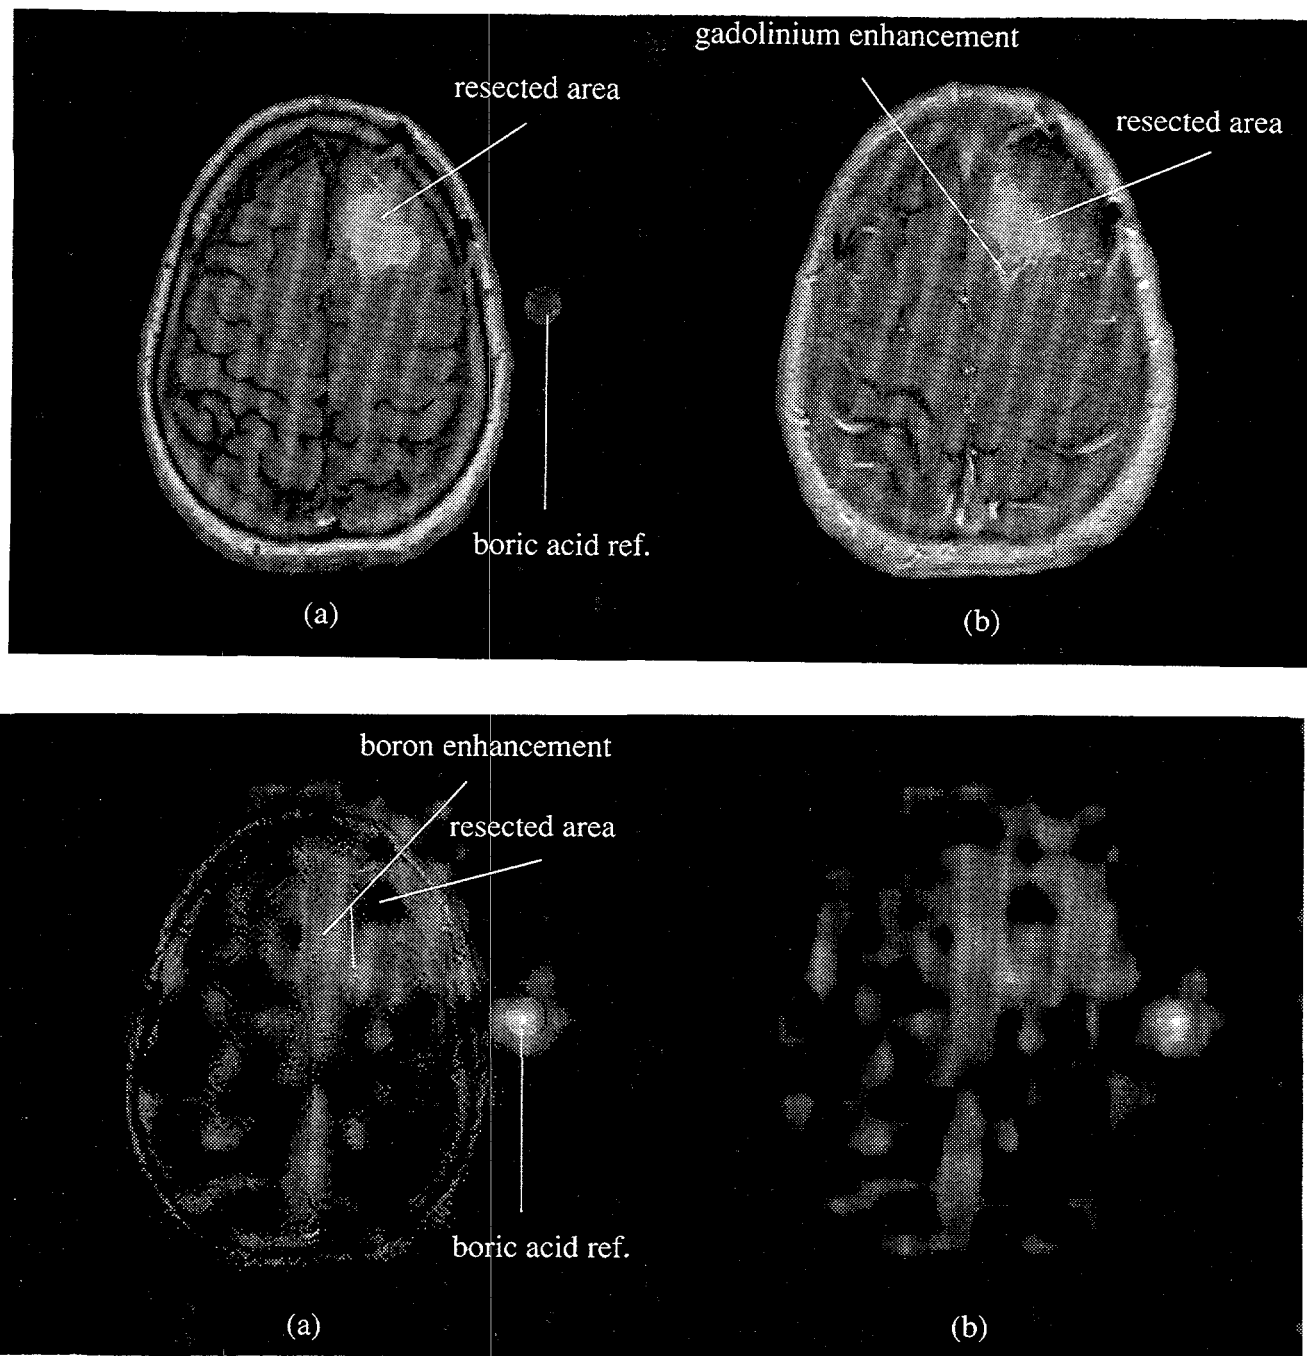 gadolinium enhancement
resected area
resected area
boric acid ref.
(a)
(b)
boron enhancement
resected area
boric acid ref.
(a)
(b)